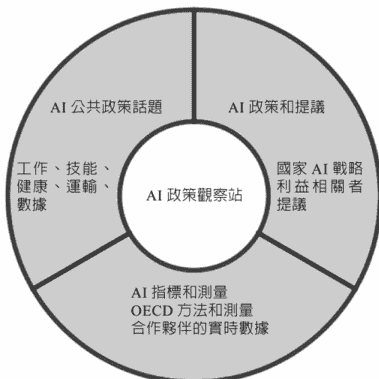 AI 公共政策話題
工作、技能、
健康、運輸、
數據
AI 政策和提議
國家 AI 戰略
利益相關者
提議
AI 政策觀察站
AI 指標和測量
OECD 方法和測量
合作夥伴的實時數據